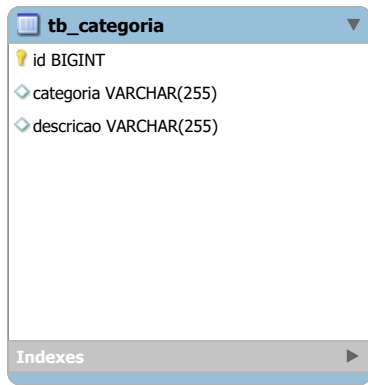 tb_categoria
id BIGINT
categoria VARCHAR(255)
descricao VARCHAR(255)
Indexes